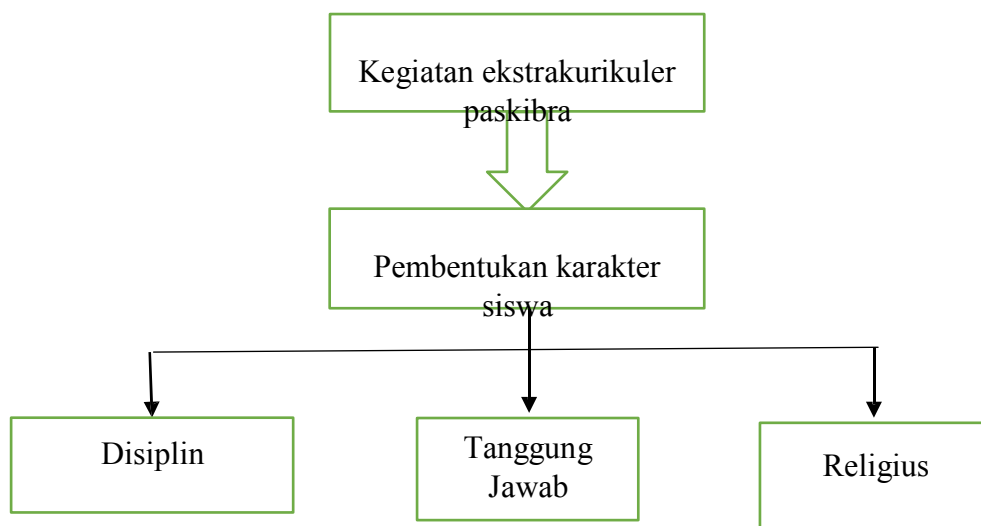 Kegiatan ekstrakurikuler
paskibra
Pembentukan karakter
siswa
Disiplin
Tanggung
Jawab
Religius